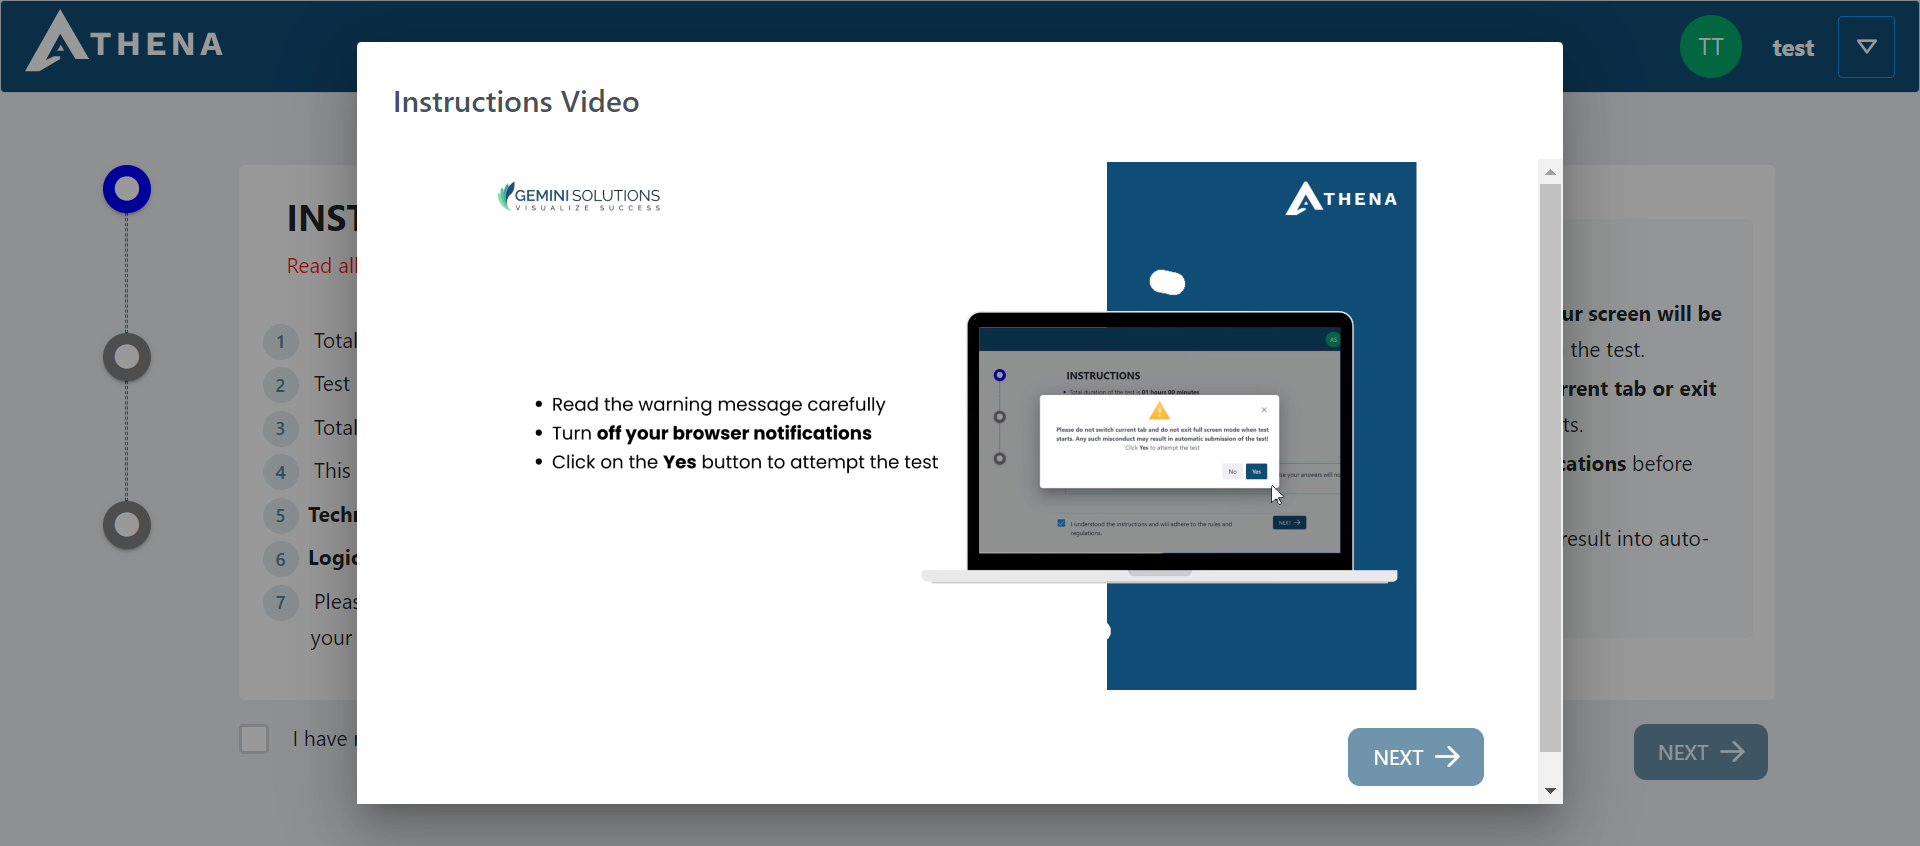 ATHENA
TT
test
Instructions Video
GEMINI SOLUTIONS
VISUALIZE SUCCESS
ATHENA
INST
Read all
1 Total
2 Test
3 Total
4 This
5 Techn
6 Logic
7 Pleas
your
I have r
• Read the warning message carefully
• Turn off your browser notifications
• Click on the Yes button to attempt the test
AS
INSTRUCTIONS
• Total duration of the test is 01 hours 00 minutes
Please do not switch current tab and do not exit full screen mode when test
starts. Any such misconduct may result in automatic submission of the test!
Click Yes to attempt the test
No
Yes
your answers will no
I understood the instructions and will adhere to the rules and
regulations.
NEXT
NEXT
ur screen will be
the test.
rrent tab or exit
ts.
cations before
result into auto-
NEXT